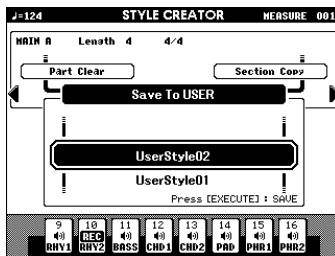 ♩=124 STYLE CREATOR MEASURE 001
MAIN A Length 4 4/4
Part Clear Section Copy
Save To USER
UserStyle02
UserStyle01
Press [EXECUTE] : SAVE
9 10 11 12 13 14 15 16
REC
RHY1 RHY2 BASS CHD1 CHD2 PAD PHR1 PHR2